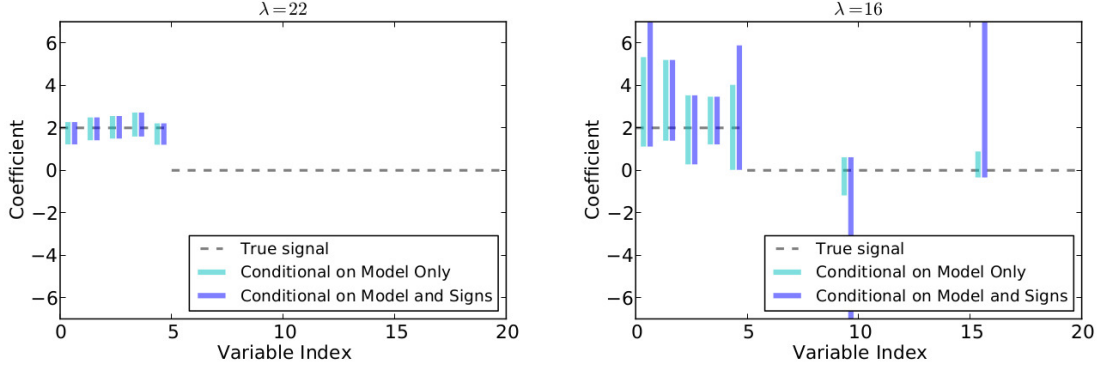 λ=22
6
4
2
0
−2
−4
−6
Coefficient
True signal
Conditional on Model Only
Conditional on Model and Signs
0 5 10 15 20
Variable Index
λ=16
6
4
2
0
−2
−4
−6
Coefficient
True signal
Conditional on Model Only
Conditional on Model and Signs
0 5 10 15 20
Variable Index